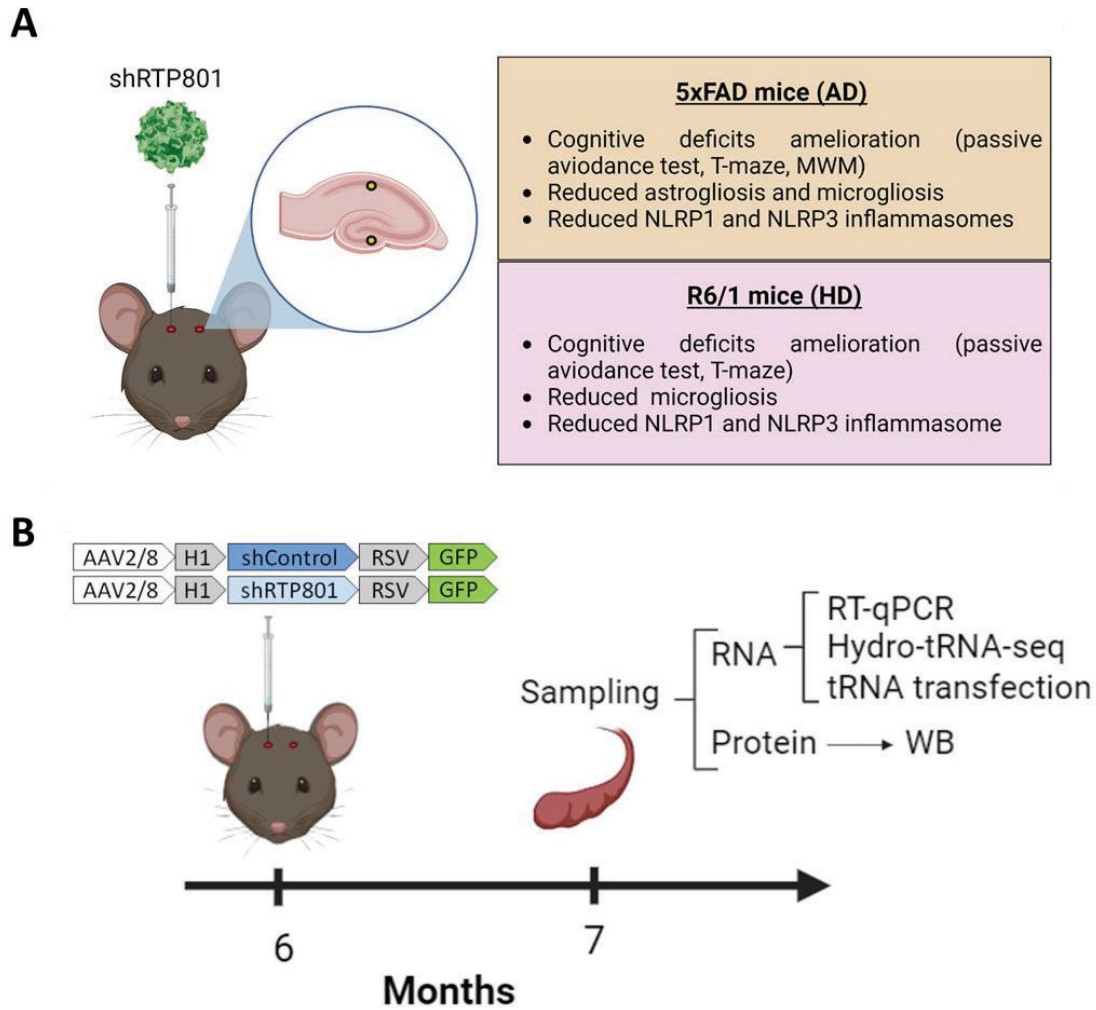 A
shRTP801
5xFAD mice (AD)
• Cognitive deficits amelioration (passive
aviodance test, T-maze, MWM)
• Reduced astrogliosis and microgliosis
• Reduced NLRP1 and NLRP3 inflammasomes
R6/1 mice (HD)
• Cognitive deficits amelioration (passive
aviodance test, T-maze)
• Reduced microgliosis
• Reduced NLRP1 and NLRP3 inflammasome
B
AAV2/8 H1 shControl RSV GFP
AAV2/8 H1 shRTP801 RSV GFP
Sampling
RNA
RT-qPCR
Hydro-tRNA-seq
tRNA transfection
Protein
WB
6
7
Months